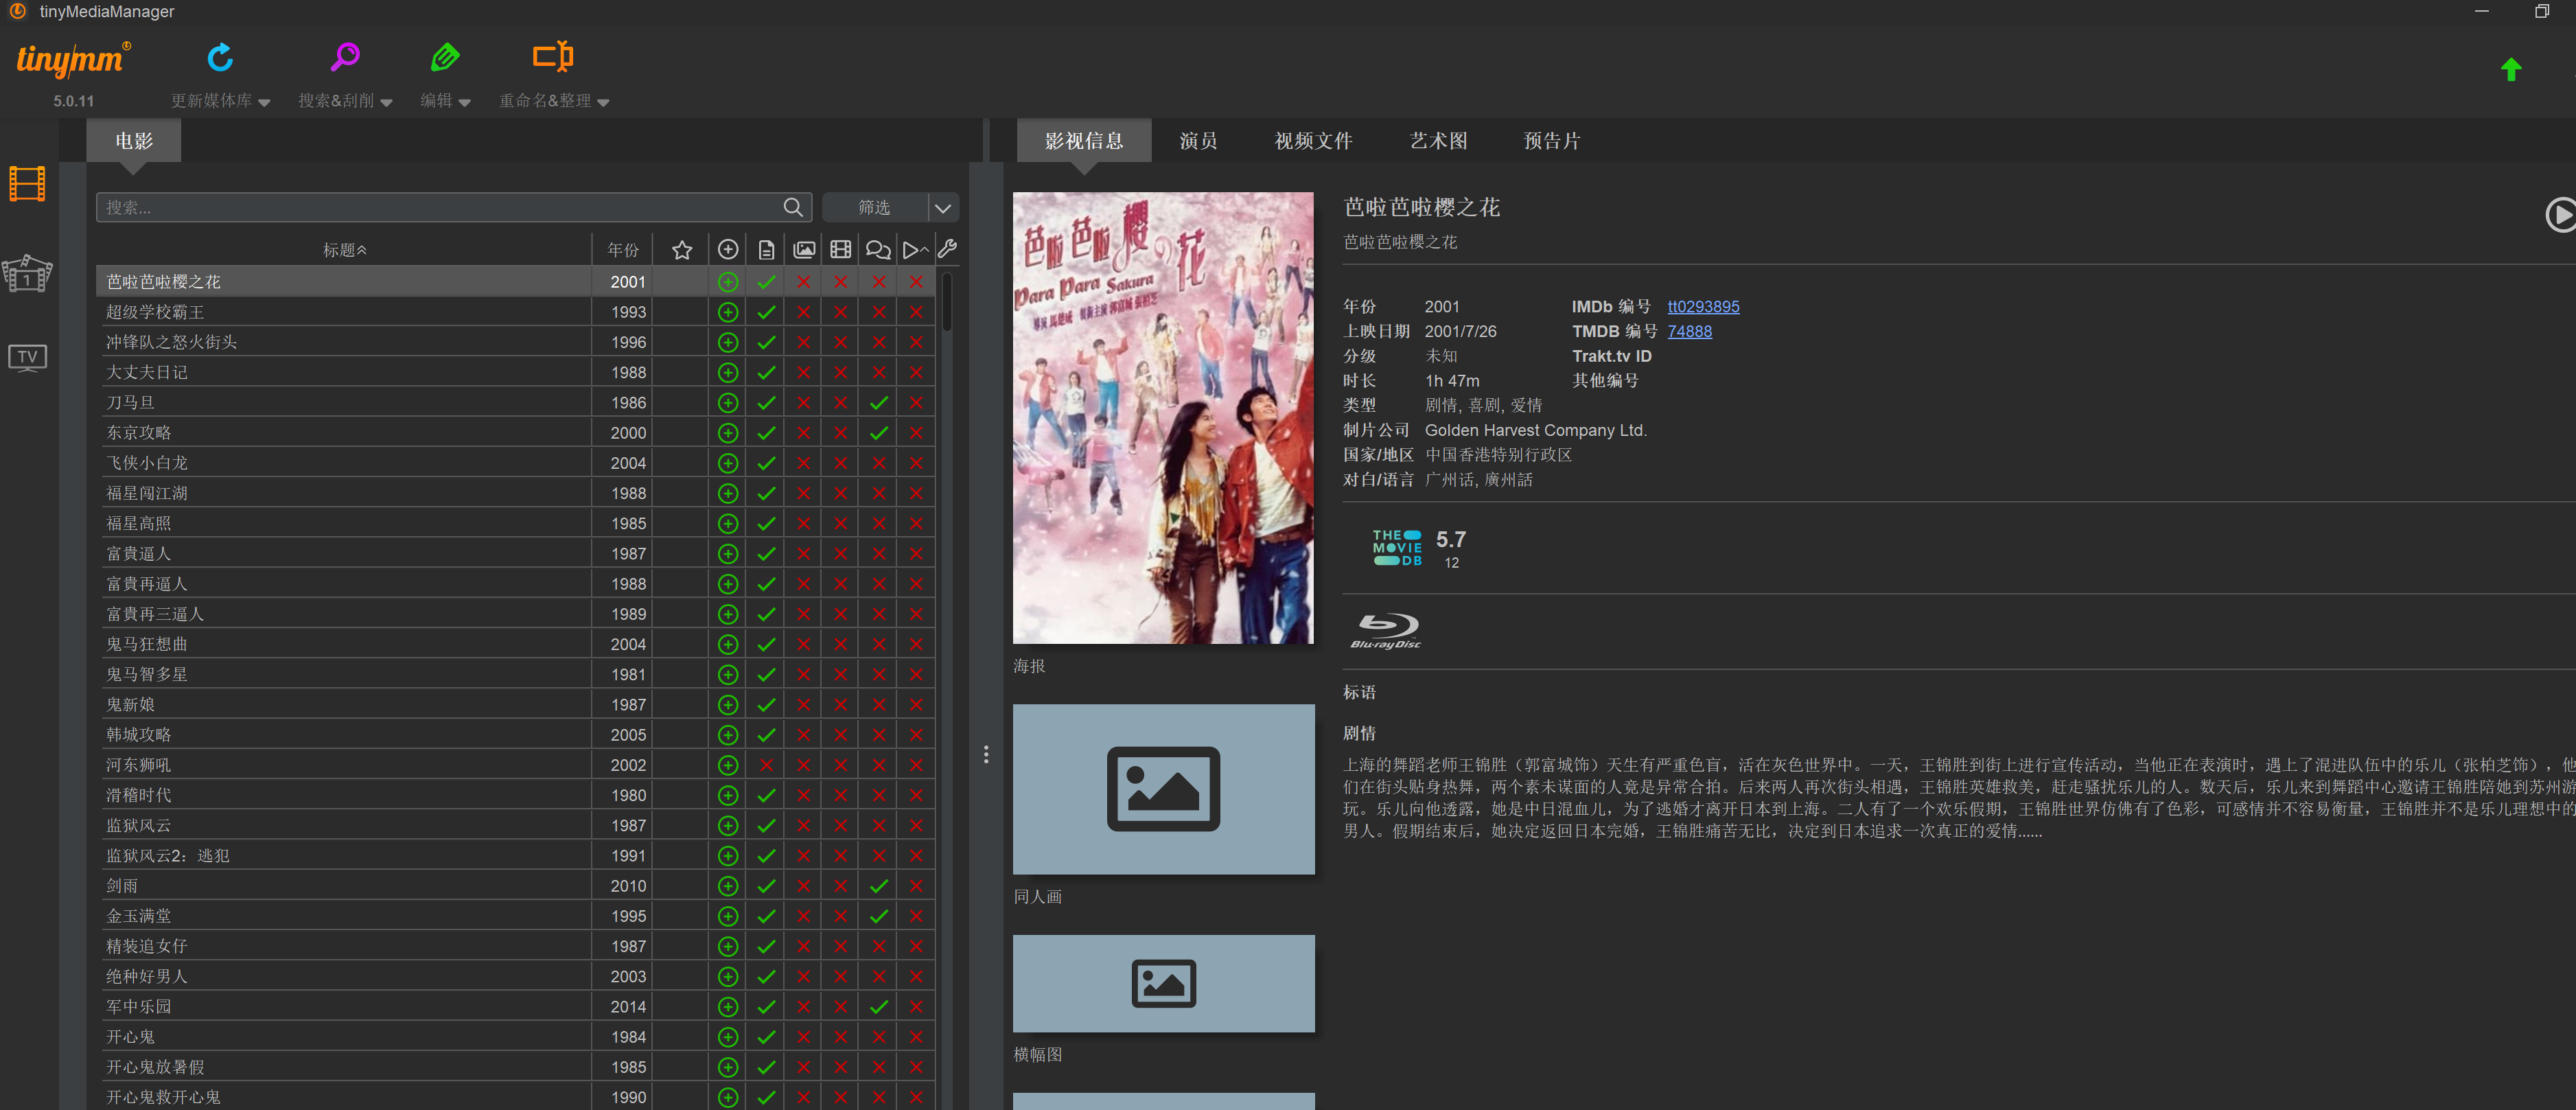 tinyMediaManager
tinymm
5.0.11
更新媒体库
搜索&刮削
编辑
重命名&整理
电影
影视信息
演员
视频文件
艺术图
预告片
搜索...
筛选
标题
年份
芭啦芭啦樱之花 2001
超级学校霸王 1993
冲锋队之怒火街头 1996
大丈夫日记 1988
刀马旦 1986
东京攻略 2000
飞侠小白龙 2004
福星闯江湖 1988
福星高照 1985
富貴逼人 1987
富貴再逼人 1988
富貴再三逼人 1989
鬼马狂想曲 2004
鬼马智多星 1981
鬼新娘 1987
韩城攻略 2005
河东狮吼 2002
滑稽时代 1980
监狱风云 1987
监狱风云2：逃犯 1991
剑雨 2010
金玉满堂 1995
精装追女仔 1987
绝种好男人 2003
军中乐园 2014
开心鬼 1984
开心鬼放暑假 1985
开心鬼救开心鬼 1990
1
TV
芭啦芭啦櫻の花
Para Para Sakura
海报
同人画
横幅图
芭啦芭啦樱之花
芭啦芭啦樱之花
年份 2001 IMDb 编号 tt0293895
上映日期 2001/7/26 TMDB 编号 74888
分级 未知 Trakt.tv ID
时长 1h 47m 其他编号
类型 剧情, 喜剧, 爱情
制片公司 Golden Harvest Company Ltd.
国家/地区 中国香港特别行政区
对白/语言 广州话, 廣州話
THE MOVIE DB
5.7
12
Blu-ray Disc
标语
剧情
上海的舞蹈老师王锦胜（郭富城饰）天生有严重色盲，活在灰色世界中。一天，王锦胜到街上进行宣传活动，当他正在表演时，遇上了混进队伍中的乐儿（张柏芝饰），他
们在街头贴身热舞，两个素未谋面的人竟是异常合拍。后来两人再次街头相遇，王锦胜英雄救美，赶走骚扰乐儿的人。数天后，乐儿来到舞蹈中心邀请王锦胜陪她到苏州游
玩。乐儿向他透露，她是中日混血儿，为了逃婚才离开日本到上海。二人有了一个欢乐假期，王锦胜世界仿佛有了色彩，可感情并不容易衡量，王锦胜并不是乐儿理想中的
男人。假期结束后，她决定返回日本完婚，王锦胜痛苦无比，决定到日本追求一次真正的爱情......